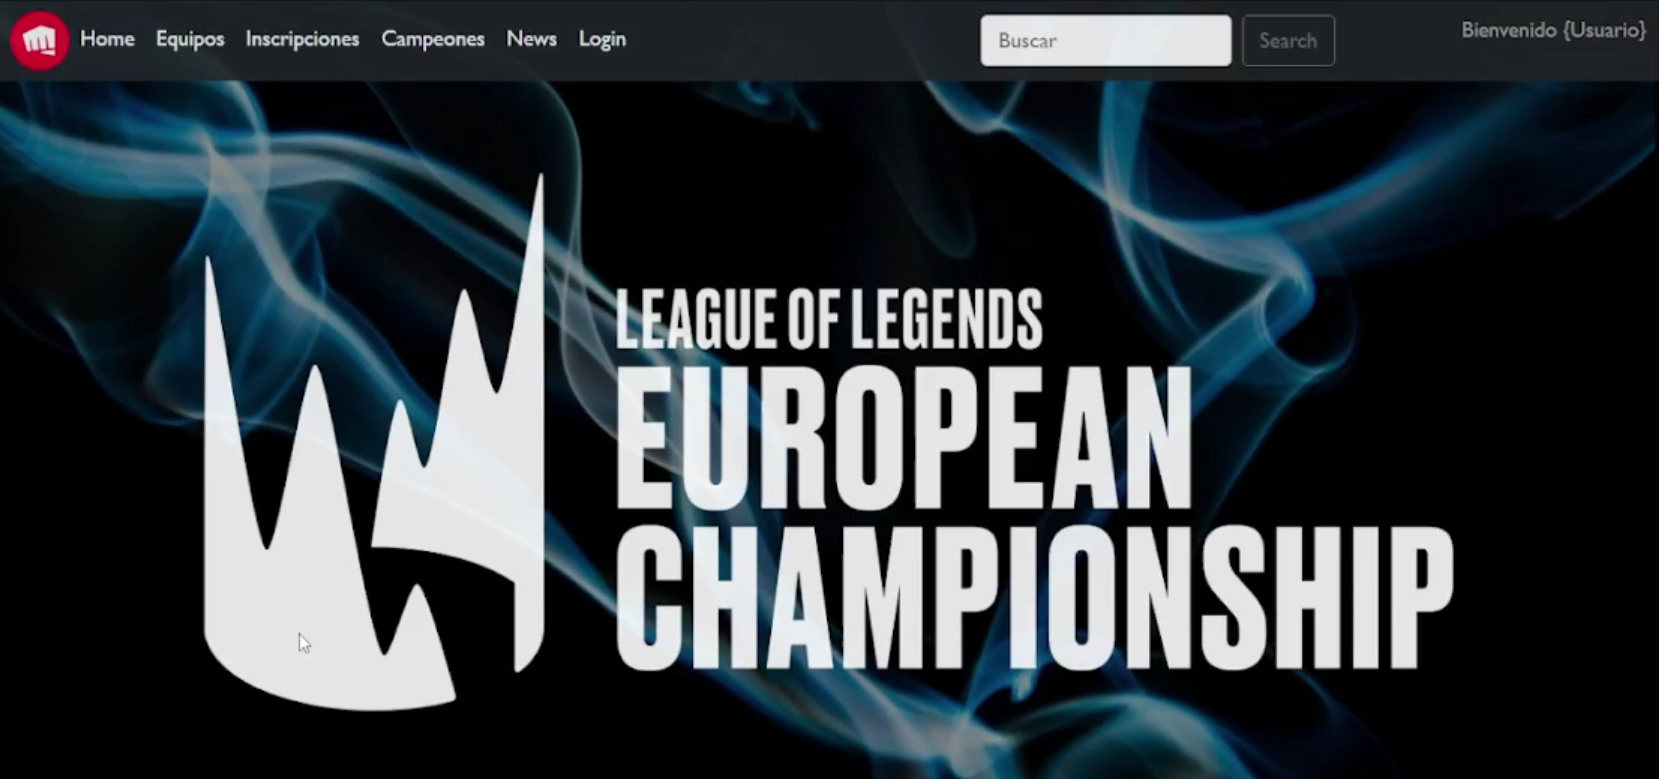 Home Equipos Inscripciones Campeones News Login Buscar Search Bienvenido {Usuario}
LEAGUE OF LEGENDS
EUROPEAN
CHAMPIONSHIP